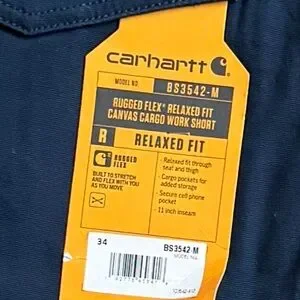 carhartt
MODEL NO. BS3542-M
RUGGED FLEX® RELAXED FIT
CANVAS CARGO WORK SHORT
R RELAXED FIT
RUGGED
FLEX
BUILT TO STRETCH
AND FLEX WITH YOU
AS YOU MOVE
- Relaxed fit through
seat and thigh
- Cargo pockets for
added storage
- Secure cell phone
pocket
- 11 inch inseam
34 BS3542-M
MODEL NO.